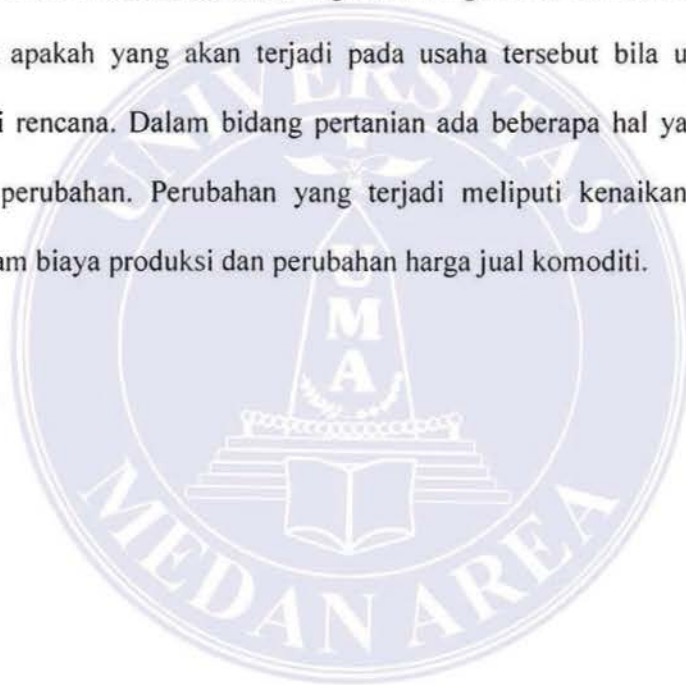 apakah yang akan terjadi pada usaha tersebut bila u
i rencana. Dalam bidang pertanian ada beberapa hal ya
perubahan. Perubahan yang terjadi meliputi kenaikan
am biaya produksi dan perubahan harga jual komoditi.
UNIVERSITAS
UMA
MEDAN AREA